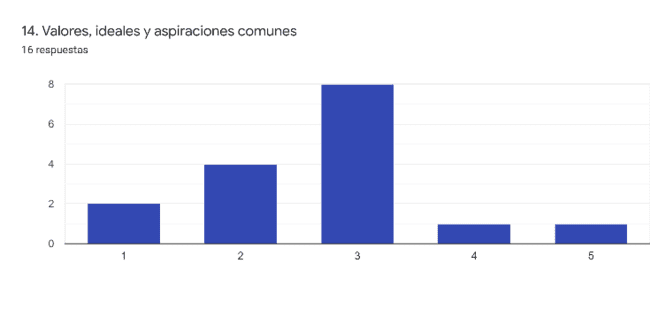 14. Valores, ideales y aspiraciones comunes
16 respuestas
8
6
4
2
0
1 2 3 4 5